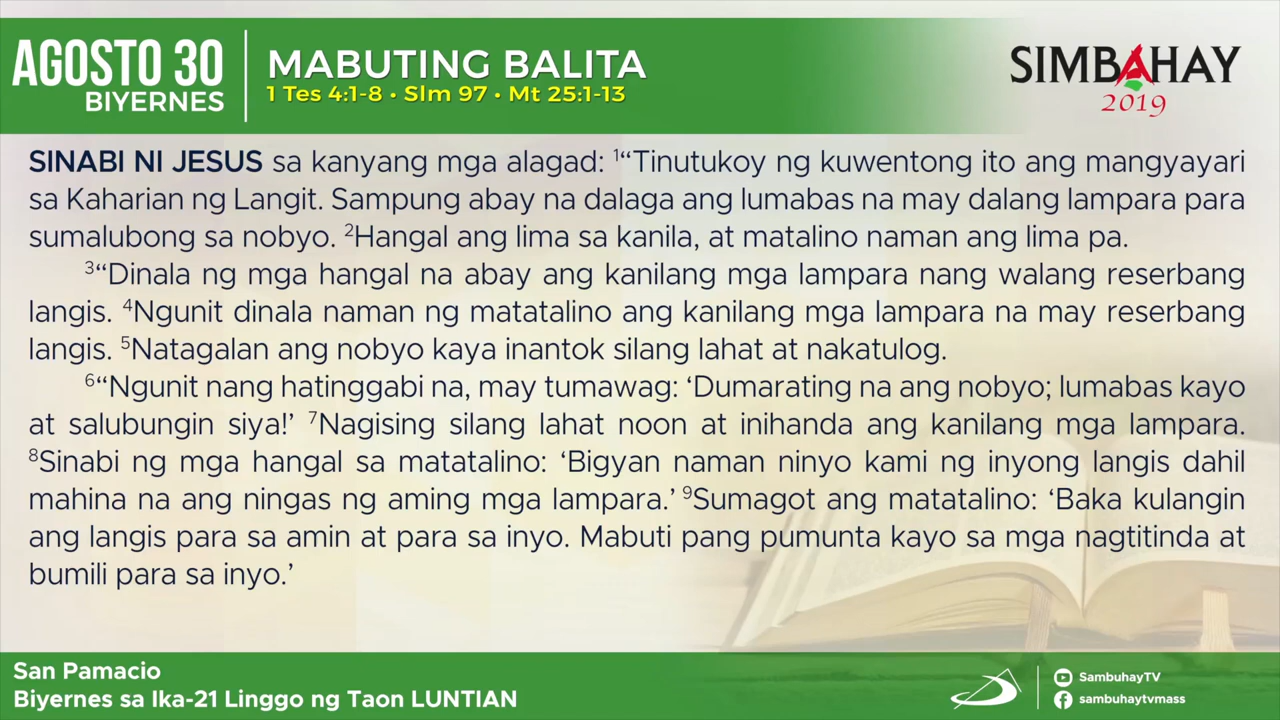 AGOSTO 30
BIYERNES
MABUTING BALITA
1 Tes 4:1-8 • Slm 97 • Mt 25:1-13
SIMBAHAY
2019
SINABI NI JESUS sa kanyang mga alagad: ¹“Tinutukoy ng kuwentong ito ang mangyayari
sa Kaharian ng Langit. Sampung abay na dalaga ang lumabas na may dalang lampara para
sumalubong sa nobyo. ²Hangal ang lima sa kanila, at matalino naman ang lima pa.
³“Dinala ng mga hangal na abay ang kanilang mga lampara nang walang reserbang
langis. ⁴Ngunit dinala naman ng matatalino ang kanilang mga lampara na may reserbang
langis. ⁵Natagalan ang nobyo kaya inantok silang lahat at nakatulog.
⁶“Ngunit nang hatinggabi na, may tumawag: ‘Dumarating na ang nobyo; lumabas kayo
at salubungin siya!’ ⁷Nagising silang lahat noon at inihanda ang kanilang mga lampara.
⁸Sinabi ng mga hangal sa matatalino: ‘Bigyan naman ninyo kami ng inyong langis dahil
mahina na ang ningas ng aming mga lampara.’ ⁹Sumagot ang matatalino: ‘Baka kulangin
ang langis para sa amin at para sa inyo. Mabuti pang pumunta kayo sa mga nagtitinda at
bumili para sa inyo.’
San Pamacio
Biyernes sa Ika-21 Linggo ng Taon LUNTIAN
SambuhayTV
sambuhaytvmass